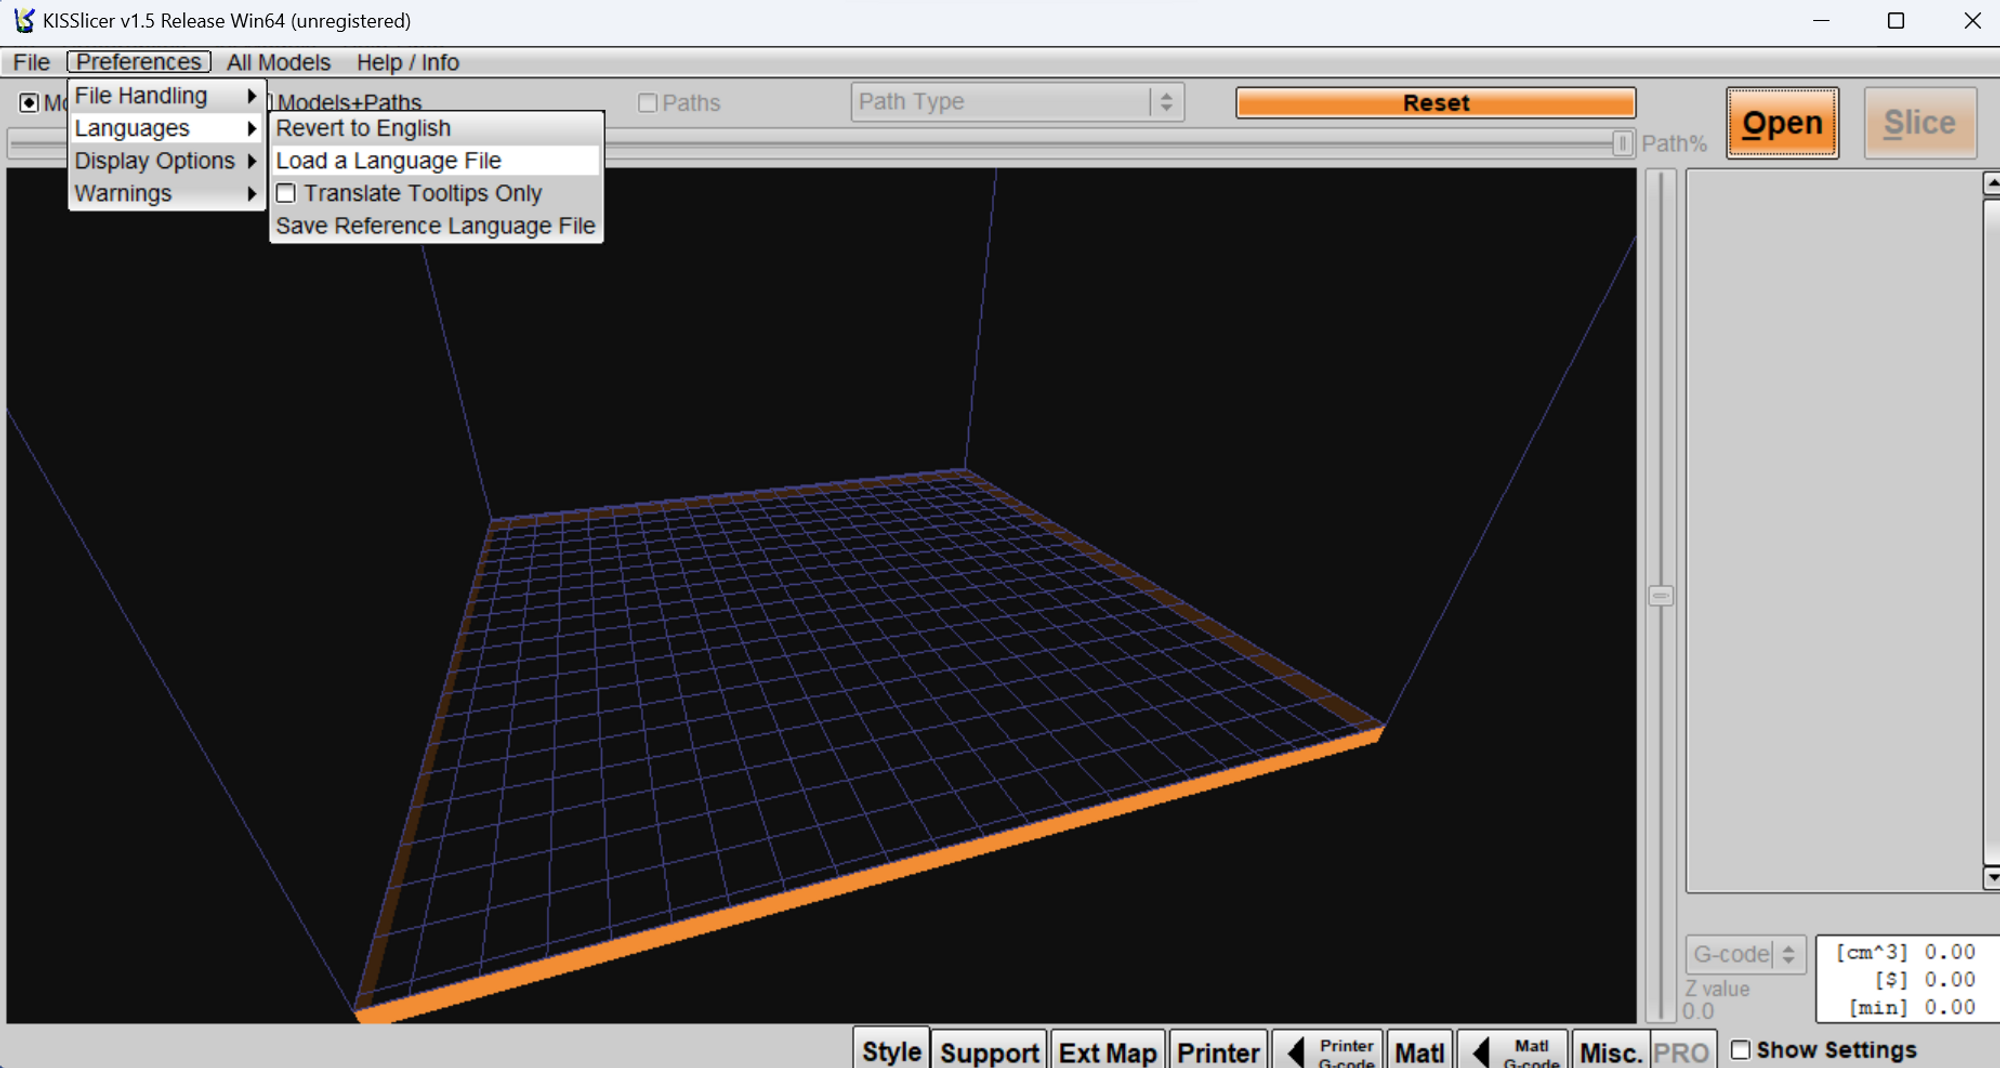 KISSlicer v1.5 Release Win64 (unregistered)
File Preferences All Models Help / Info
File Handling
Languages
Display Options
Warnings
Revert to English
Load a Language File
Translate Tooltips Only
Save Reference Language File
Models+Paths
Paths
Path Type
Reset
Path%
Open
Slice
G-code
Z value
0.0
[cm^3] 0.00
[$] 0.00
[min] 0.00
Style Support Ext Map Printer Printer G-code Matl Matl G-code Misc. PRO Show Settings